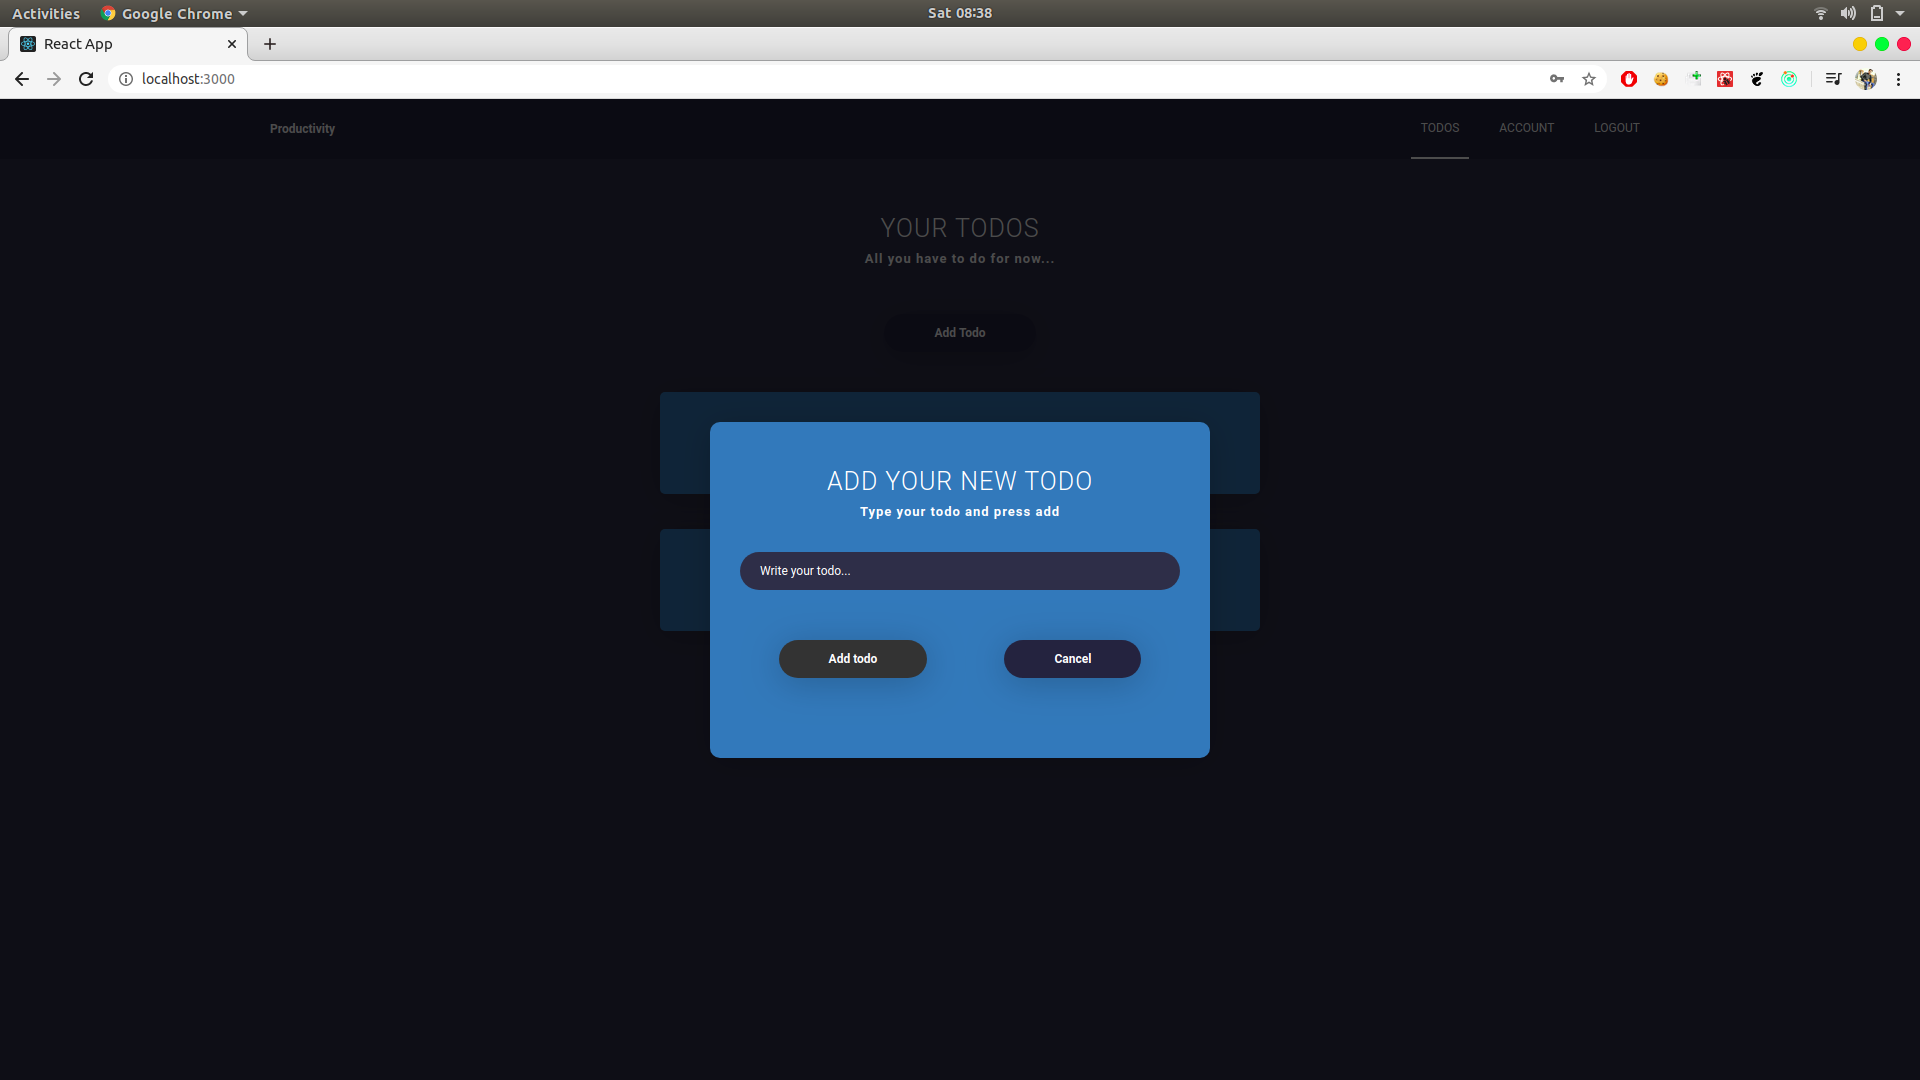 Activities Google Chrome Sat 08:38
React App
localhost:3000
Productivity TODOS ACCOUNT LOGOUT
YOUR TODOS
All you have to do for now...
Add Todo
ADD YOUR NEW TODO
Type your todo and press add
Write your todo...
Add todo Cancel